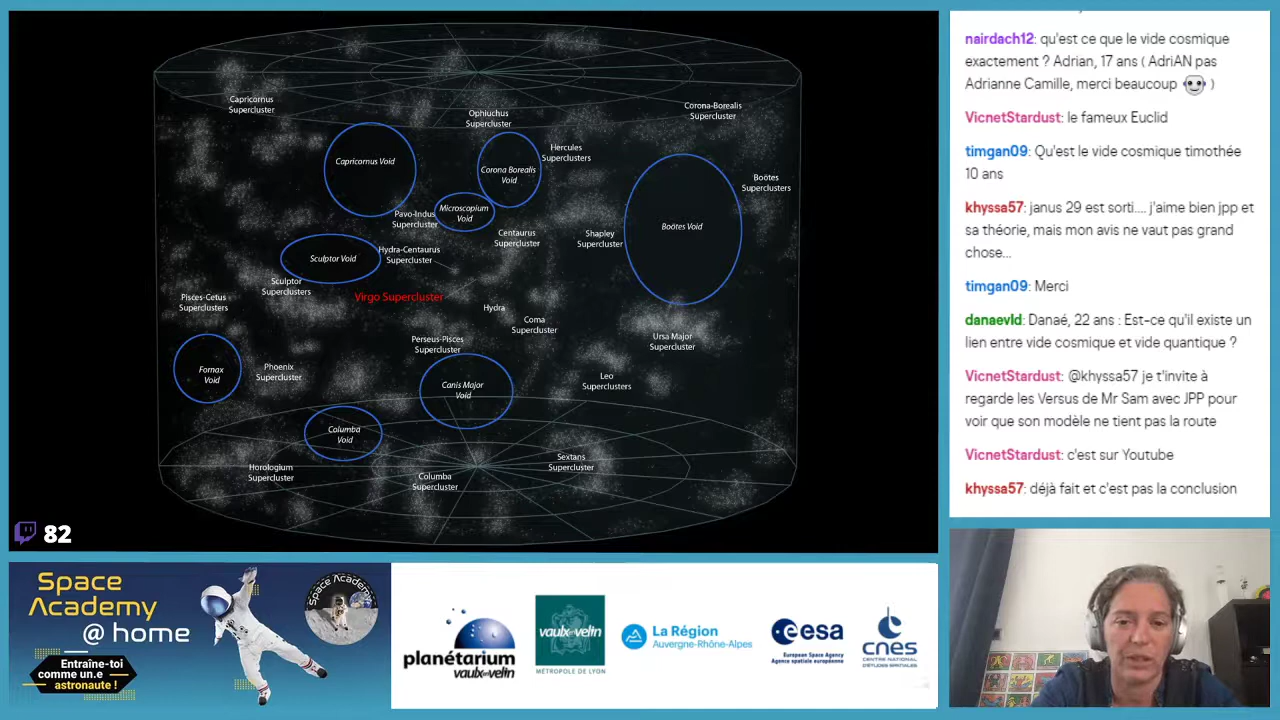 Capricornus
Supercluster
Ophiuchus
Supercluster
Corona-Borealis
Supercluster
Capricornus Void
Corona Borealis
Void
Hercules
Superclusters
Boötes
Superclusters
Microscopium
Void
Pavo-Indus
Supercluster
Centaurus
Supercluster
Shapley
Supercluster
Boötes Void
Sculptor Void
Hydra-Centaurus
Supercluster
Sculptor
Superclusters
Pisces-Cetus
Superclusters
Virgo Supercluster
Hydra
Coma
Supercluster
Perseus-Pisces
Supercluster
Ursa Major
Supercluster
Fornax
Void
Phoenix
Supercluster
Canis Major
Void
Leo
Superclusters
Columba
Void
Horologium
Supercluster
Columba
Supercluster
Sextans
Supercluster
82
nairdach12: qu'est ce que le vide cosmique
exactement ? Adrian, 17 ans ( AdriAN pas
Adrianne Camille, merci beaucoup )
VicnetStardust: le fameux Euclid
timgan09: Qu'est le vide cosmique timothée
10 ans
khyssa57: janus 29 est sorti.... j'aime bien jpp et
sa théorie, mais mon avis ne vaut pas grand
chose...
timgan09: Merci
danaevld: Danaé, 22 ans : Est-ce qu'il existe un
lien entre vide cosmique et vide quantique ?
VicnetStardust: @khyssa57 je t'invite à
regarde les Versus de Mr Sam avec JPP pour
voir que son modèle ne tient pas la route
VicnetStardust: c'est sur Youtube
khyssa57: déjà fait et c'est pas la conclusion
Space
Academy
@ home
Entraîne-toi
comme un.e
astronaute !
Space Academy
planétarium
vaulx en velin
vaulx en velin
MÉTROPOLE DE LYON
La Région
Auvergne-Rhône-Alpes
esa
European Space Agency
Agence spatiale européenne
cnes
CENTRE NATIONAL
D'ÉTUDES SPATIALES